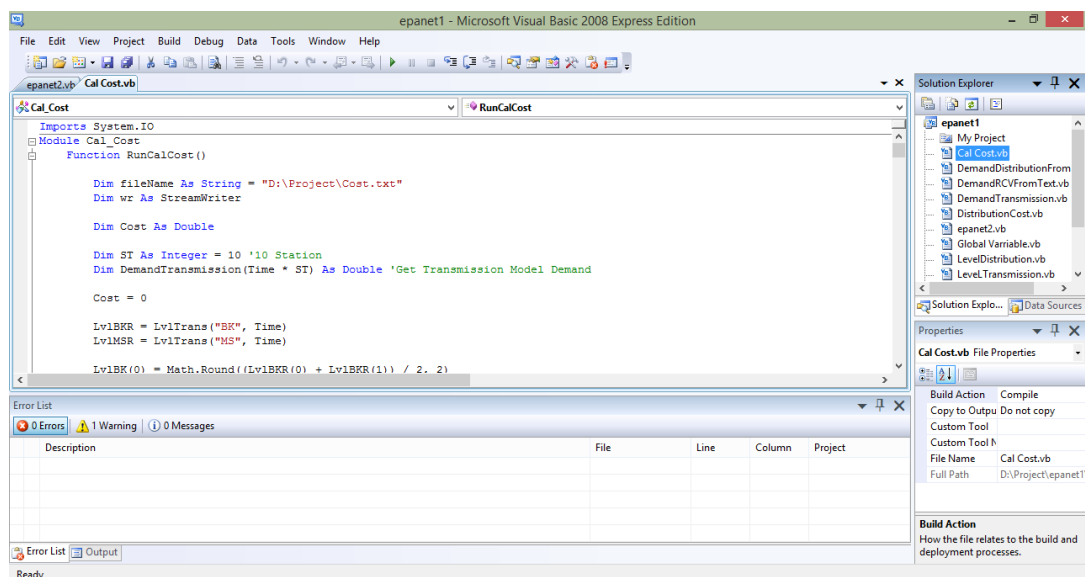 epanet1 - Microsoft Visual Basic 2008 Express Edition
File Edit View Project Build Debug Data Tools Window Help
epanet2.vb Cal Cost.vb
Cal_Cost RunCalCost
Imports System.IO
Module Cal_Cost
Function RunCalCost()
Dim fileName As String = "D:\Project\Cost.txt"
Dim wr As StreamWriter
Dim Cost As Double
Dim ST As Integer = 10 '10 Station
Dim DemandTransmission(Time * ST) As Double 'Get Transmission Model Demand
Cost = 0
LvlBKR = LvlTrans("BK", Time)
LvlMSR = LvlTrans("MS", Time)
LvlBK(0) = Math.Round((LvlBKR(0) + LvlBKR(1)) / 2, 2)
Error List
0 Errors 1 Warning 0 Messages
Description File Line Column Project
Error List Output
Ready
Solution Explorer
epanet1
My Project
Cal Cost.vb
DemandDistributionFrom
DemandRCVFromText.vb
DemandTransmission.vb
DistributionCost.vb
epanet2.vb
Global Varriable.vb
LevelDistribution.vb
LeveLTransmission.vb
Solution Explo... Data Sources
Properties
Cal Cost.vb File Properties
Build Action Compile
Copy to Outpu Do not copy
Custom Tool
Custom Tool N
File Name Cal Cost.vb
Full Path D:\Project\epanet1
Build Action
How the file relates to the build and
deployment processes.